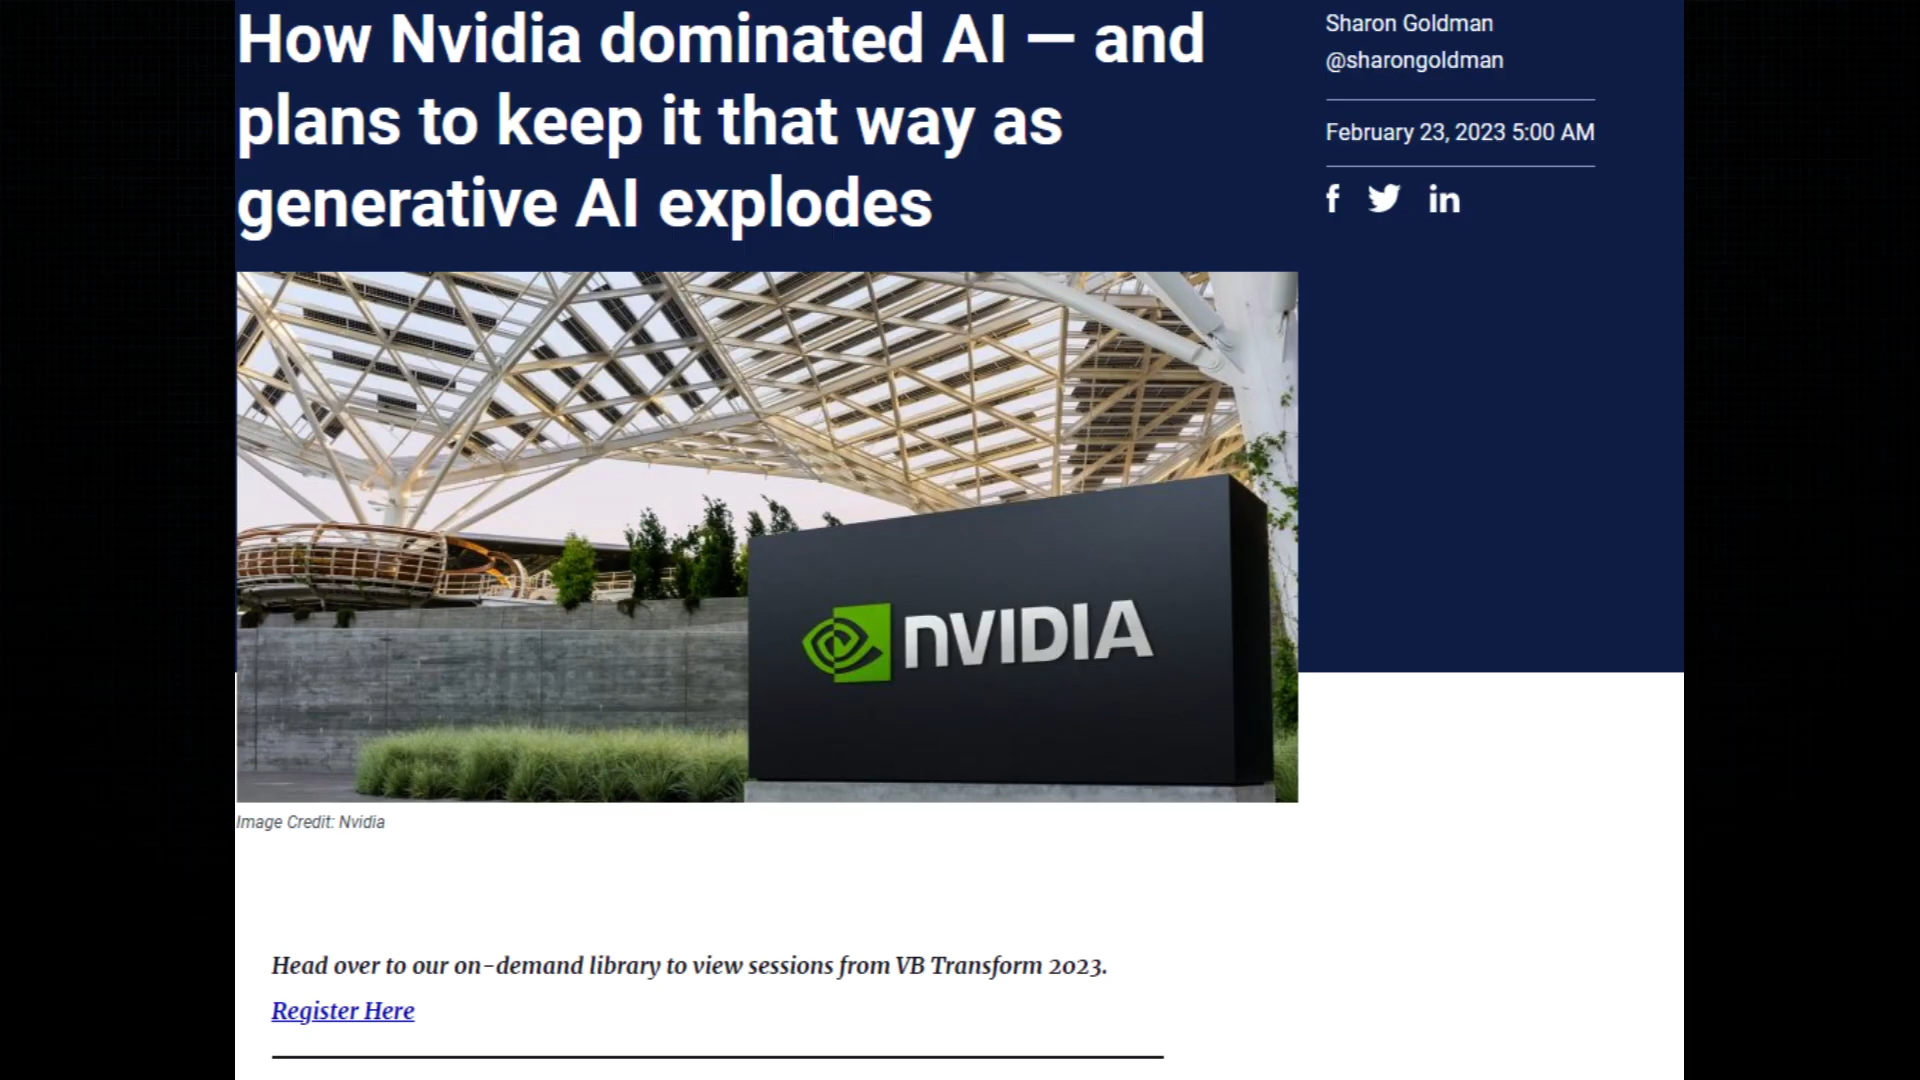 How Nvidia dominated AI — and
plans to keep it that way as
generative AI explodes
Sharon Goldman
@sharongoldman
February 23, 2023 5:00 AM
f
in
NVIDIA
Image Credit: Nvidia
Head over to our on-demand library to view sessions from VB Transform 2023.
Register Here